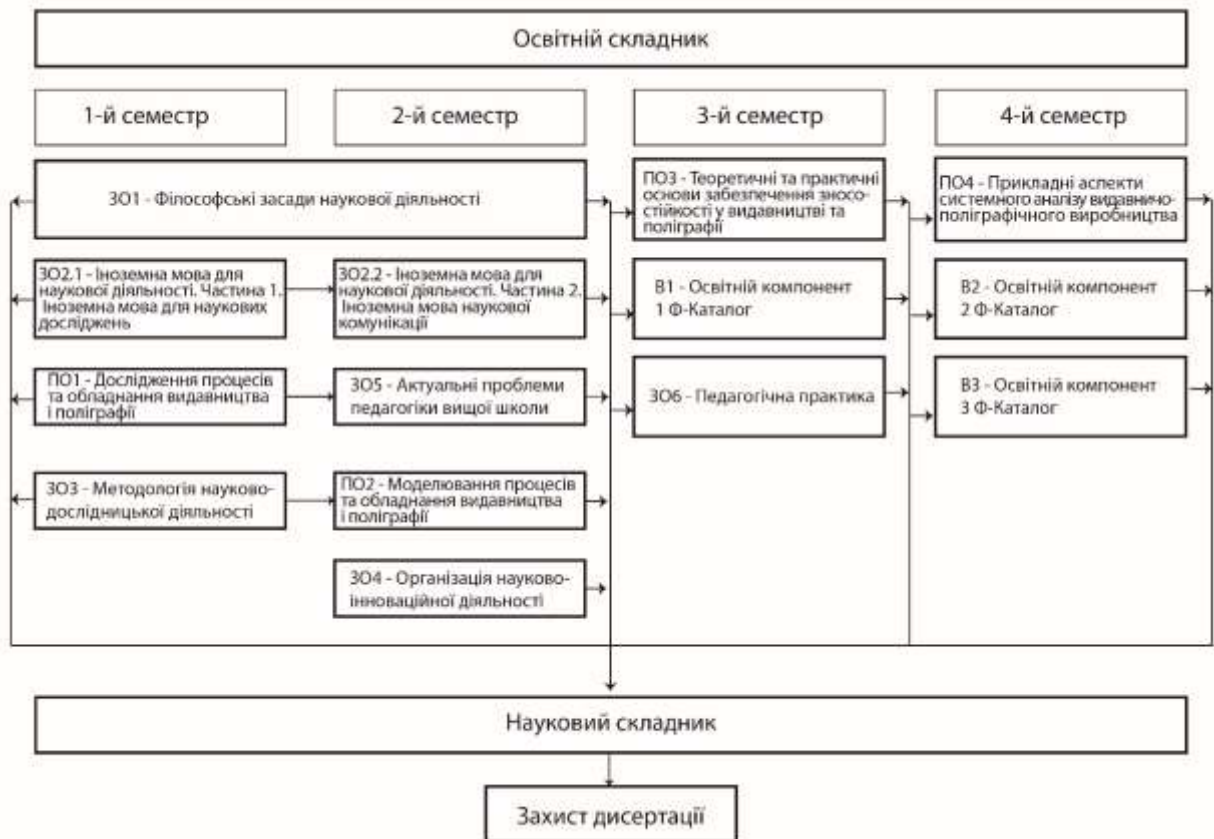 Освітній складник
1-й семестр
2-й семестр
3-й семестр
4-й семестр
ЗО1 - Філософські засади наукової діяльності
ПО3 - Теоретичні та практичні
основи забезпечення зносо-
стійкості у видавництві та
поліграфії
ПО4 - Прикладні аспекти
системного аналізу видавничо-
поліграфічного виробництва
ЗО2.1 - Іноземна мова для
наукової діяльності. Частина 1.
Іноземна мова для наукових
досліджень
ЗО2.2 - Іноземна мова для
наукової діяльності. Частина 2.
Іноземна мова наукової
комунікації
В1 - Освітній компонент
1 Ф-Каталог
В2 - Освітній компонент
2 Ф-Каталог
ПО1 - Дослідження процесів
та обладнання видавництва
і поліграфії
ЗО5 - Актуальні проблеми
педагогіки вищої школи
ЗО6 - Педагогічна практика
В3 - Освітній компонент
3 Ф-Каталог
ЗО3 - Методологія науково-
дослідницької діяльності
ПО2 - Моделювання процесів
та обладнання видавництва
і поліграфії
ЗО4 - Організація науково-
інноваційної діяльності
Науковий складник
Захист дисертації